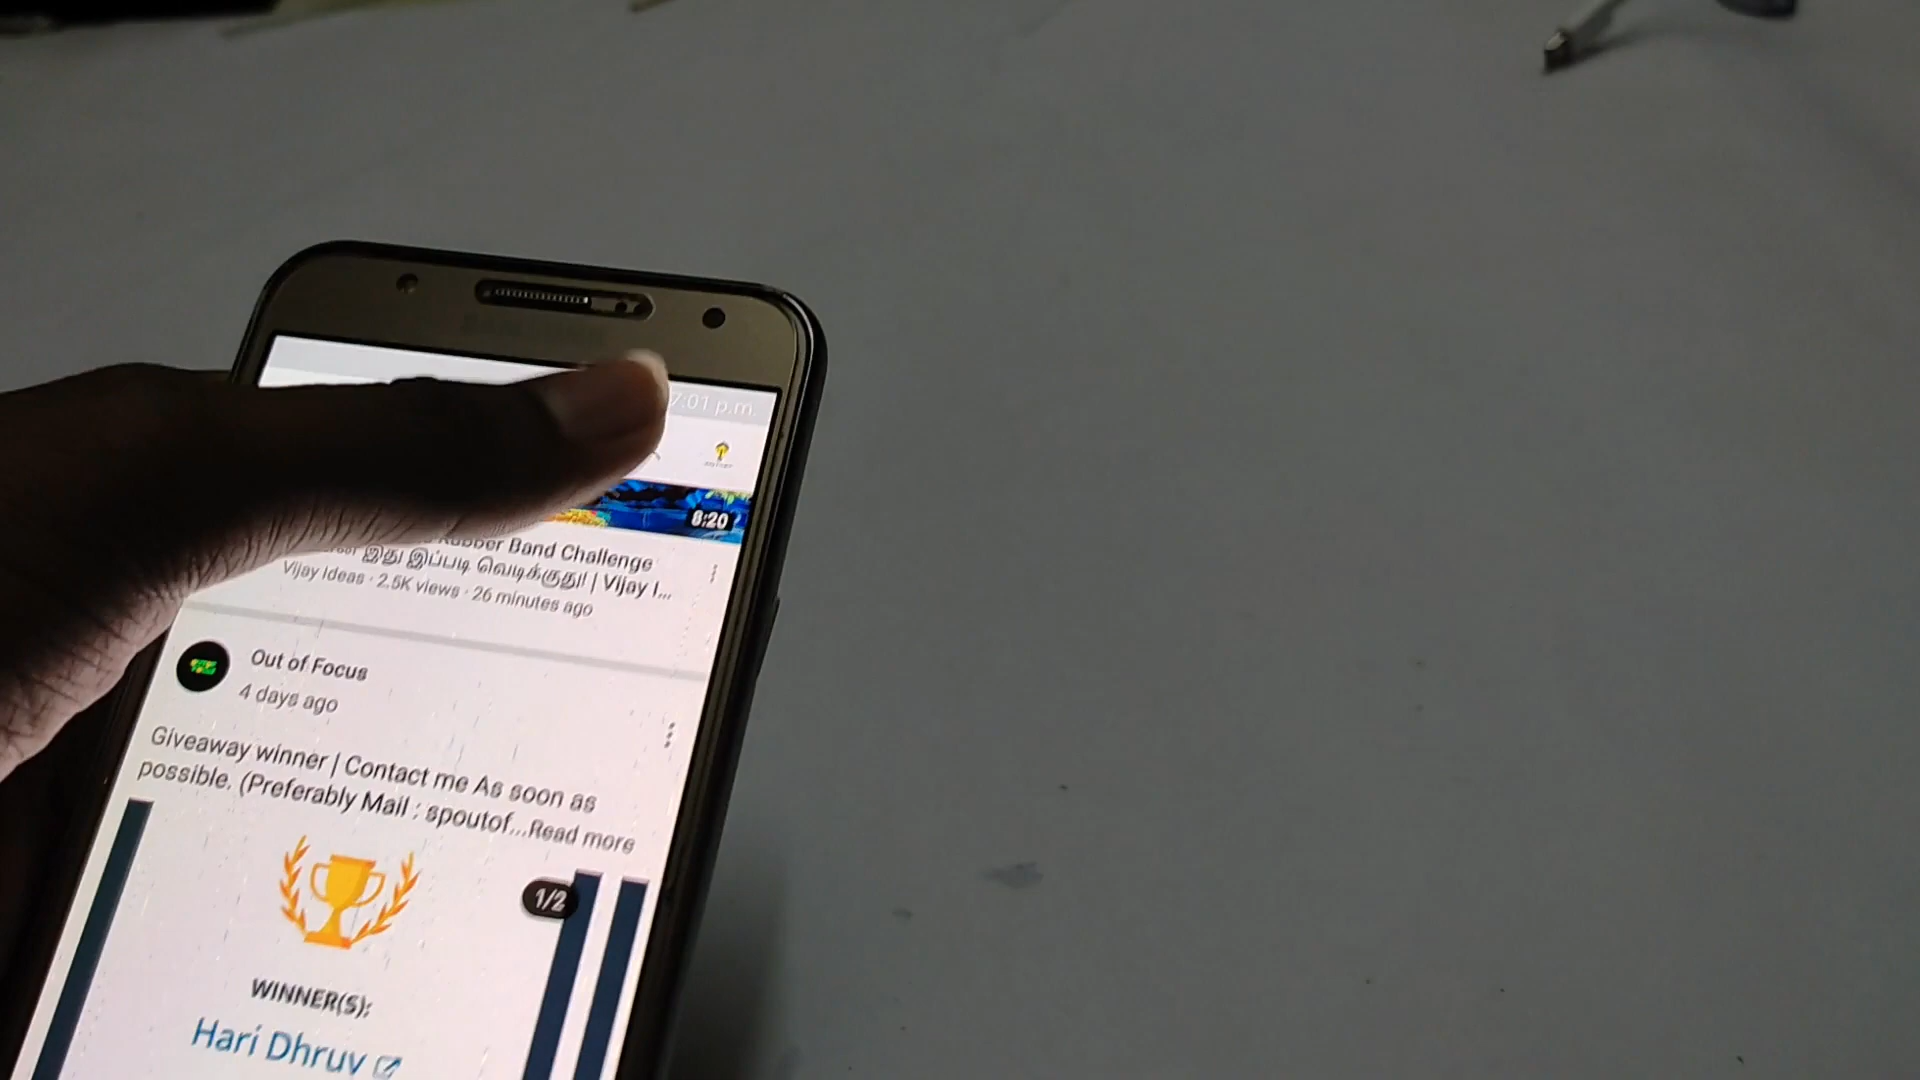 7:01 p.m.
8:20
Rubber Band Challenge
இது இப்படி வெடிக்குது! | Vijay I...
Vijay Ideas · 2.5K views · 26 minutes ago
Out of Focus
4 days ago
Giveaway winner | Contact me As soon as
possible. (Preferably Mail : spoutof...Read more
1/2
WINNER(S):
Hari Dhruv